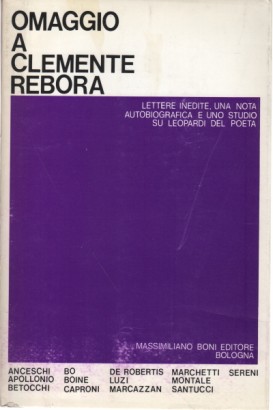 OMAGGIO
A
CLEMENTE
REBORA
LETTERE INEDITE, UNA NOTA
AUTOBIOGRAFICA E UNO STUDIO
SU LEOPARDI DEL POETA
MASSIMILIANO BONI EDITORE
BOLOGNA
ANCESCHI BO DE ROBERTIS MARCHETTI SERENI
APOLLONIO BOINE LUZI MONTALE
BETOCCHI CAPRONI MARCAZZAN SANTUCCI